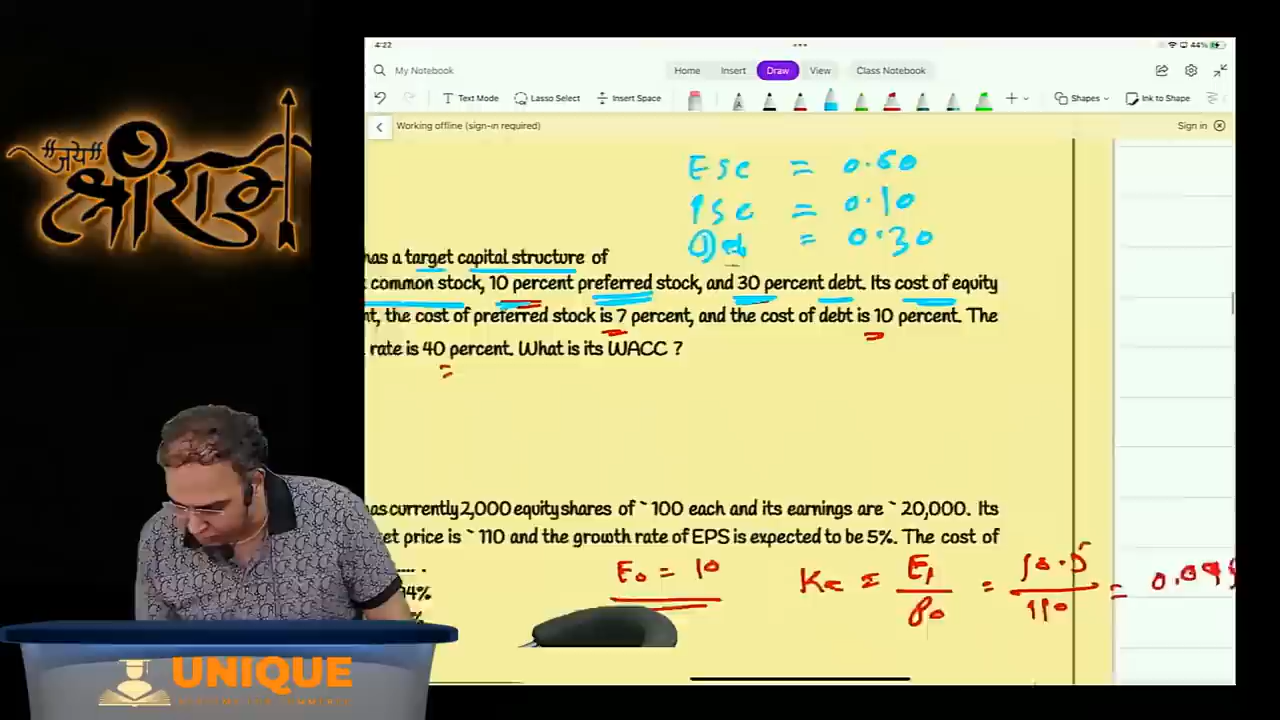 ॥जय॥
श्री राम
4:22
44%
My Notebook
Home Insert Draw View Class Notebook
Text Mode Lasso Select Insert Space Shapes Ink to Shape
Working offline (sign-in required) Sign in
ESC = 0.60
PSC = 0.10
Debt = 0.30
has a target capital structure of
common stock, 10 percent preferred stock, and 30 percent debt. Its cost of equity
nt, the cost of preferred stock is 7 percent, and the cost of debt is 10 percent. The
rate is 40 percent. What is its WACC ?
has currently 2,000 equity shares of ` 100 each and its earnings are ` 20,000. Its
et price is ` 110 and the growth rate of EPS is expected to be 5%. The cost of
E₀ = 10
Ke = E₁/P₀ = 10.5/110 = 0.095
4%
%
UNIQUE